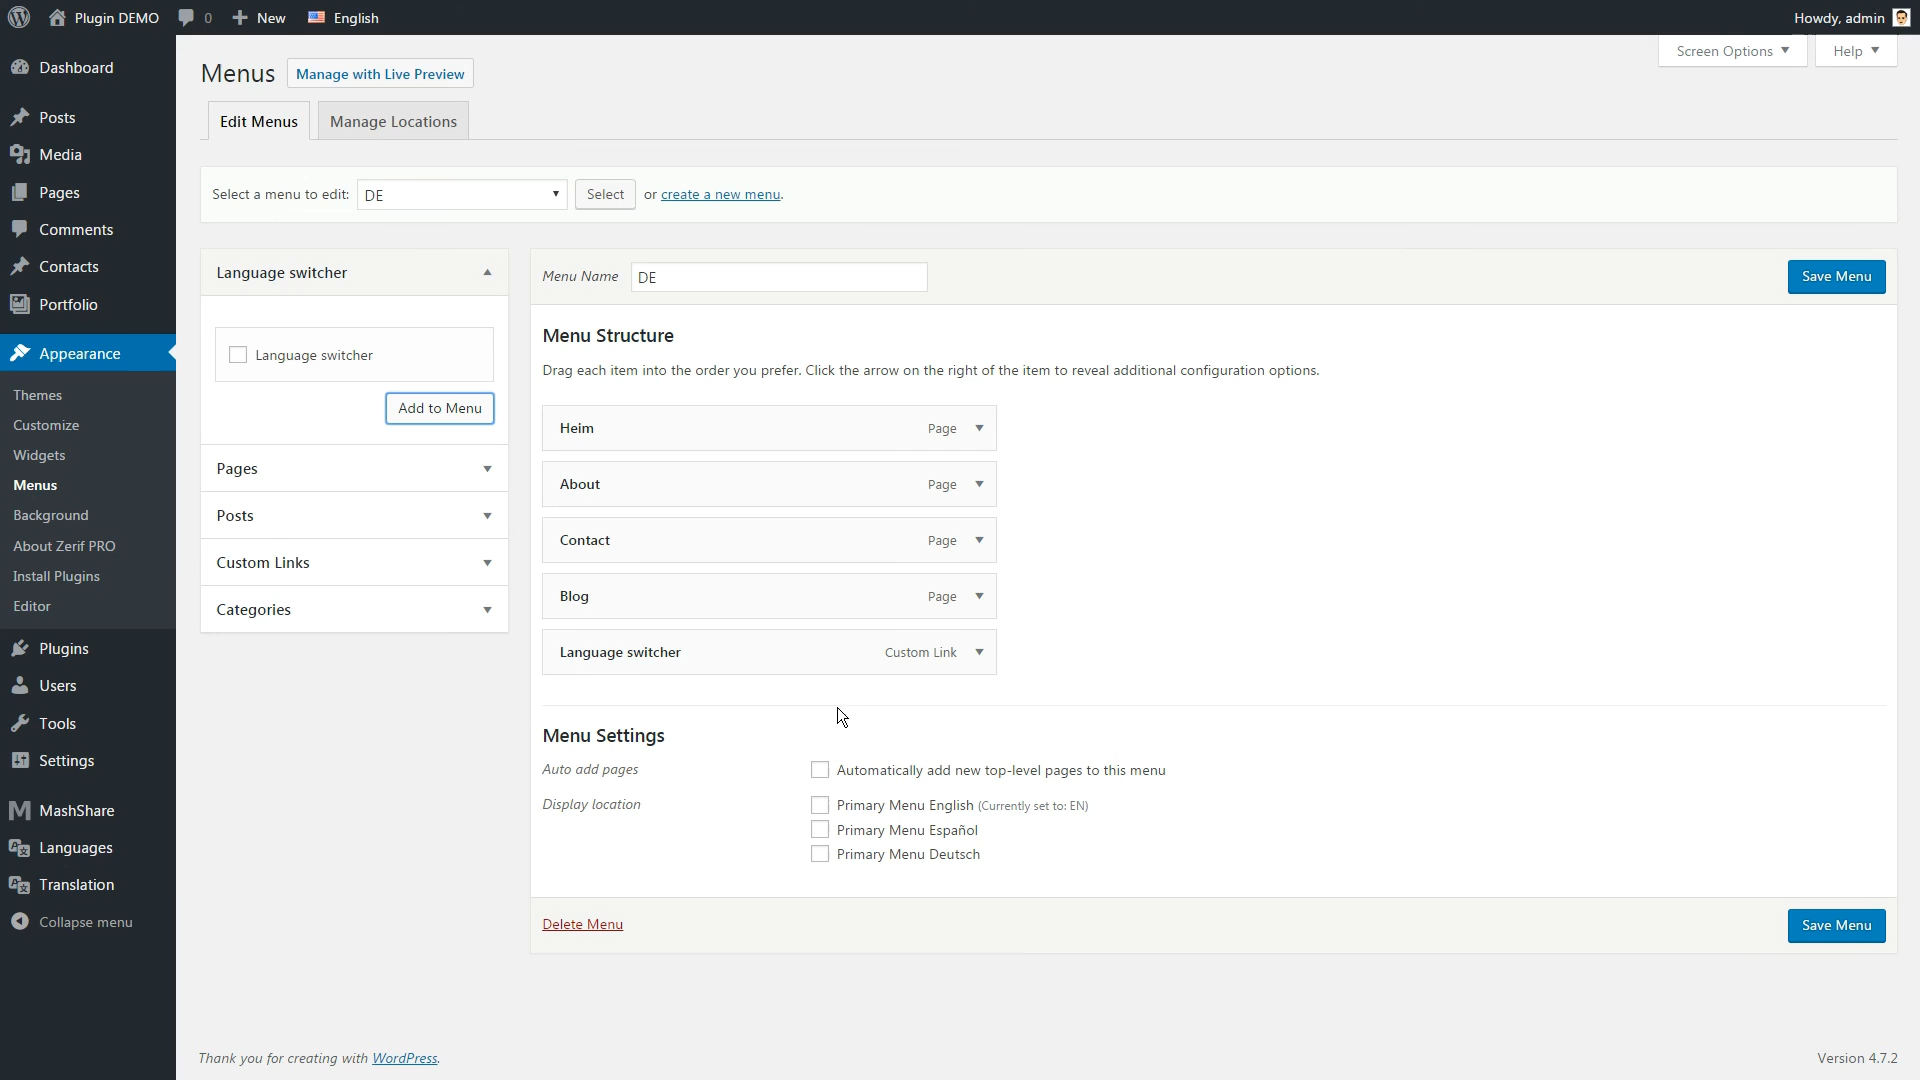 Plugin DEMO 0 New English Howdy, admin
Screen Options Help
Menus Manage with Live Preview
Edit Menus Manage Locations
Select a menu to edit: DE Select or create a new menu.
Dashboard
Posts
Media
Pages
Comments
Contacts
Portfolio
Appearance
Themes
Customize
Widgets
Menus
Background
About Zerif PRO
Install Plugins
Editor
Plugins
Users
Tools
Settings
MashShare
Languages
Translation
Collapse menu
Language switcher
Language switcher
Add to Menu
Pages
Posts
Custom Links
Categories
Menu Name DE Save Menu
Menu Structure
Drag each item into the order you prefer. Click the arrow on the right of the item to reveal additional configuration options.
Heim Page
About Page
Contact Page
Blog Page
Language switcher Custom Link
Menu Settings
Auto add pages Automatically add new top-level pages to this menu
Display location Primary Menu English (Currently set to: EN)
Primary Menu Español
Primary Menu Deutsch
Delete Menu Save Menu
Thank you for creating with WordPress. Version 4.7.2